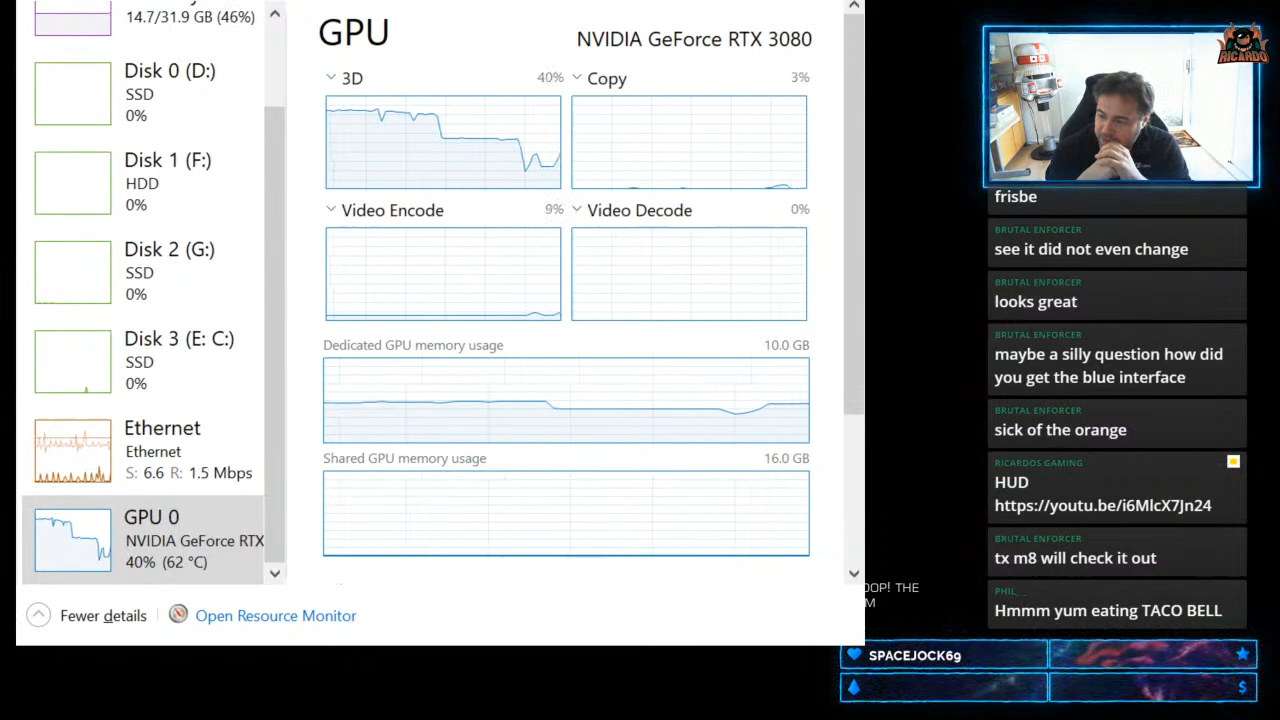 14.7/31.9 GB (46%)
Disk 0 (D:)
SSD
0%
Disk 1 (F:)
HDD
0%
Disk 2 (G:)
SSD
0%
Disk 3 (E: C:)
SSD
0%
Ethernet
Ethernet
S: 6.6 R: 1.5 Mbps
GPU 0
NVIDIA GeForce RTX
40% (62 °C)
Fewer details
Open Resource Monitor
GPU
NVIDIA GeForce RTX 3080
3D 40%
Copy 3%
Video Encode 9%
Video Decode 0%
Dedicated GPU memory usage 10.0 GB
Shared GPU memory usage 16.0 GB
RICARDO
frisbe
BRUTAL ENFORCER
see it did not even change
BRUTAL ENFORCER
looks great
BRUTAL ENFORCER
maybe a silly question how did
you get the blue interface
BRUTAL ENFORCER
sick of the orange
RICARDOS GAMING
HUD
https://youtu.be/i6MlcX7Jn24
BRUTAL ENFORCER
tx m8 will check it out
PHIL__
Hmmm yum eating TACO BELL
OOP! THE
M
SPACEJOCK69
$